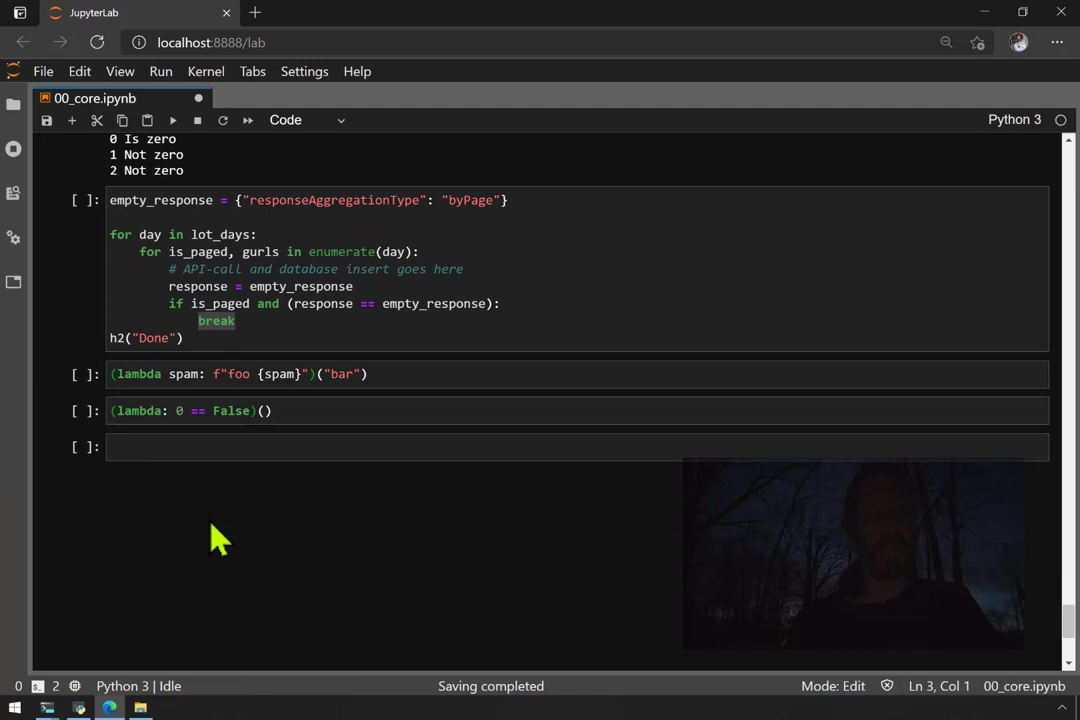 JupyterLab
localhost:8888/lab
File Edit View Run Kernel Tabs Settings Help
00_core.ipynb
Code
Python 3
0 Is zero
1 Not zero
2 Not zero
[ ]: empty_response = {"responseAggregationType": "byPage"}
for day in lot_days:
for is_paged, gurls in enumerate(day):
# API-call and database insert goes here
response = empty_response
if is_paged and (response == empty_response):
break
h2("Done")
[ ]: (lambda spam: f"foo {spam}")("bar")
[ ]: (lambda: 0 == False)()
[ ]:
0 2 Python 3 | Idle Saving completed Mode: Edit Ln 3, Col 1 00_core.ipynb